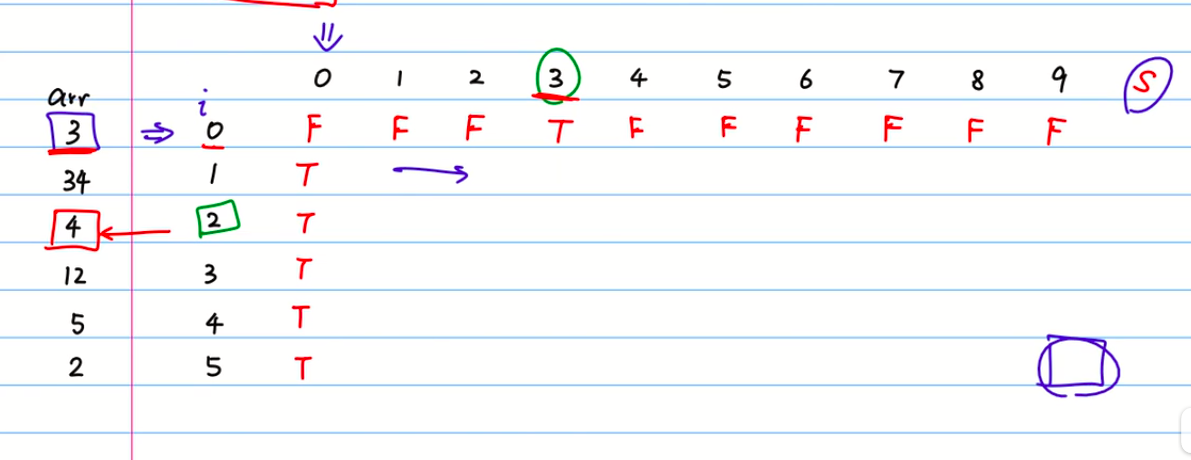 0 1 2 3 4 5 6 7 8 9 S
arr i
3 0 F F F T F F F F F F
34 1 T
4 2 T
12 3 T
5 4 T
2 5 T